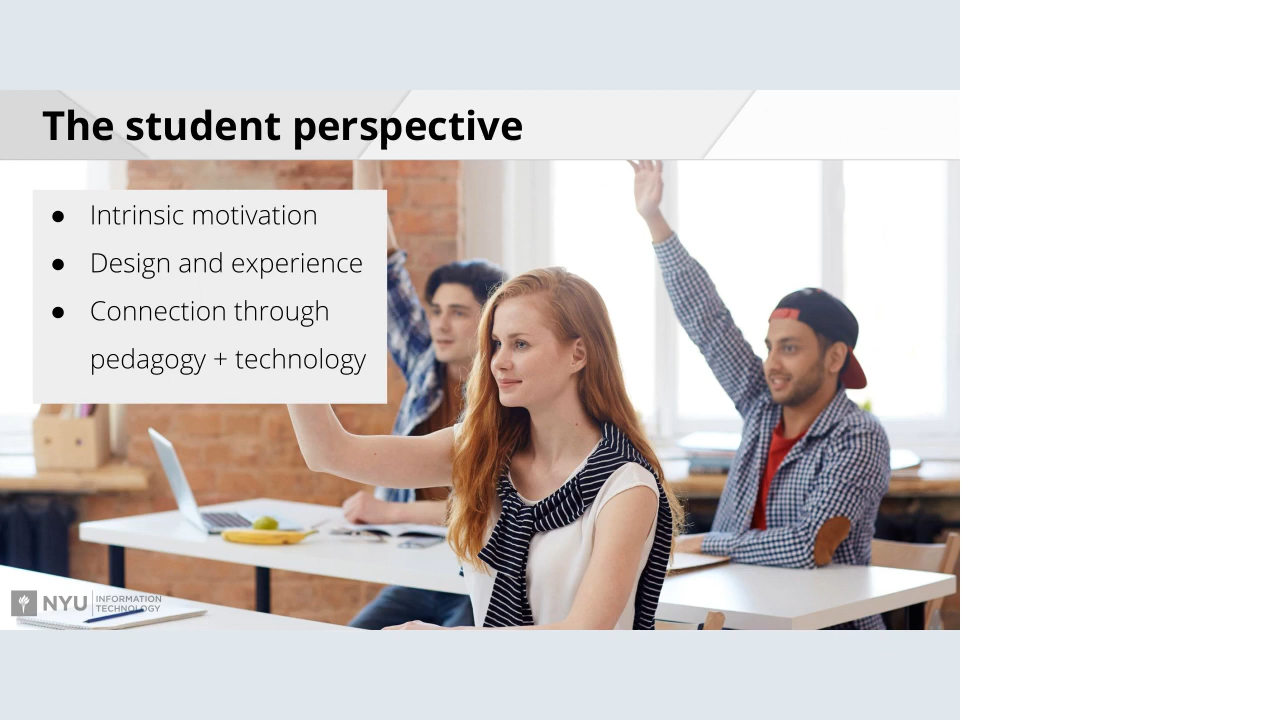 The student perspective
● Intrinsic motivation
● Design and experience
● Connection through
pedagogy + technology
NYU INFORMATION
TECHNOLOGY